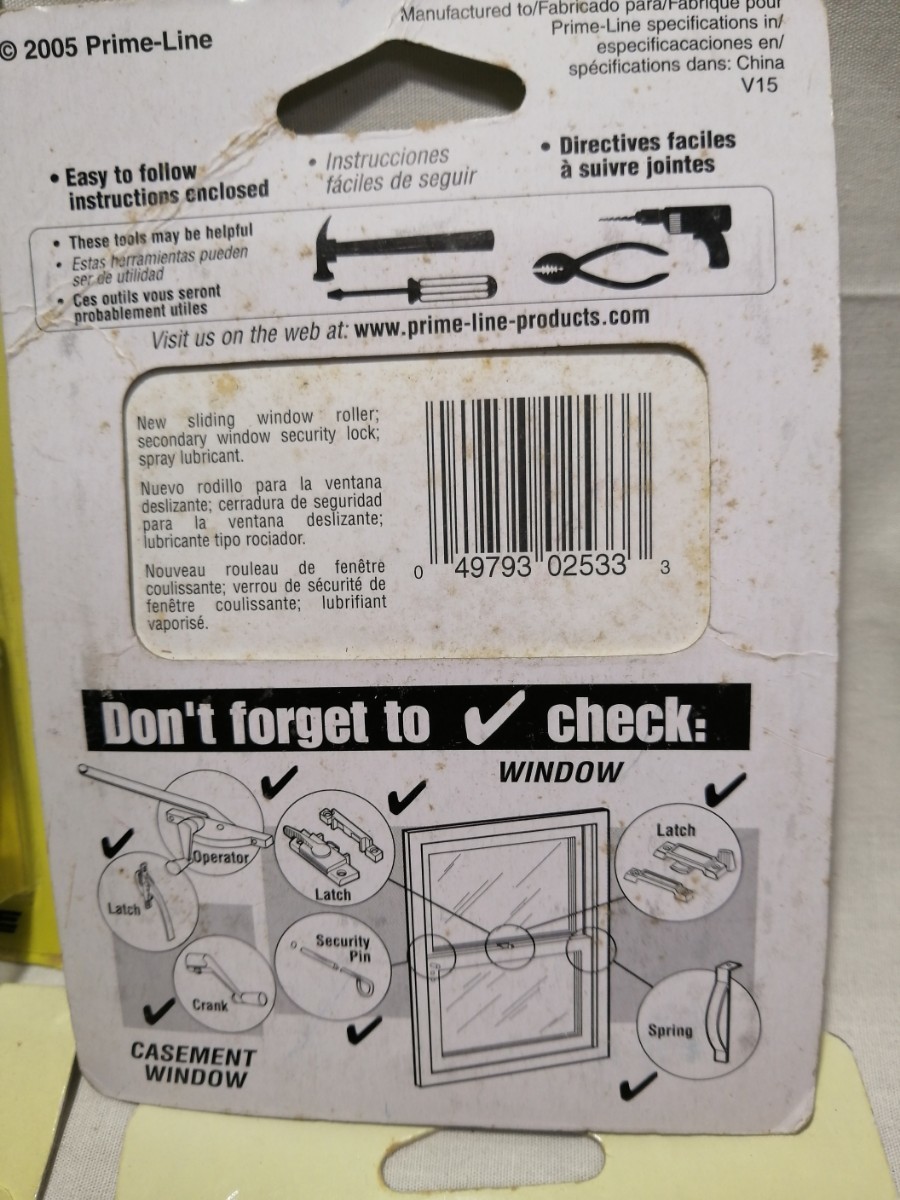 © 2005 Prime-Line
Manufactured to/Fabricado para/Fabriqué pour
Prime-Line specifications in/
especificacaciones en/
spécifications dans: China
V15
• Easy to follow
instructions enclosed
• Instrucciones
fáciles de seguir
• Directives faciles
à suivre jointes
• These tools may be helpful
• Estas herramientas pueden
ser de utilidad
• Ces outils vous seront
probablement utiles
Visit us on the web at: www.prime-line-products.com
New sliding window roller;
secondary window security lock;
spray lubricant.
Nuevo rodillo para la ventana
deslizante; cerradura de seguridad
para la ventana deslizante;
lubricante tipo rociador.
Nouveau rouleau de fenêtre
coulissante; verrou de sécurité de
fenêtre coulissante; lubrifiant
vaporisé.
0 49793 02533 3
Don't forget to ✓ check:
WINDOW
Operator
Latch
Latch
Latch
Security
Pin
Crank
Spring
CASEMENT
WINDOW